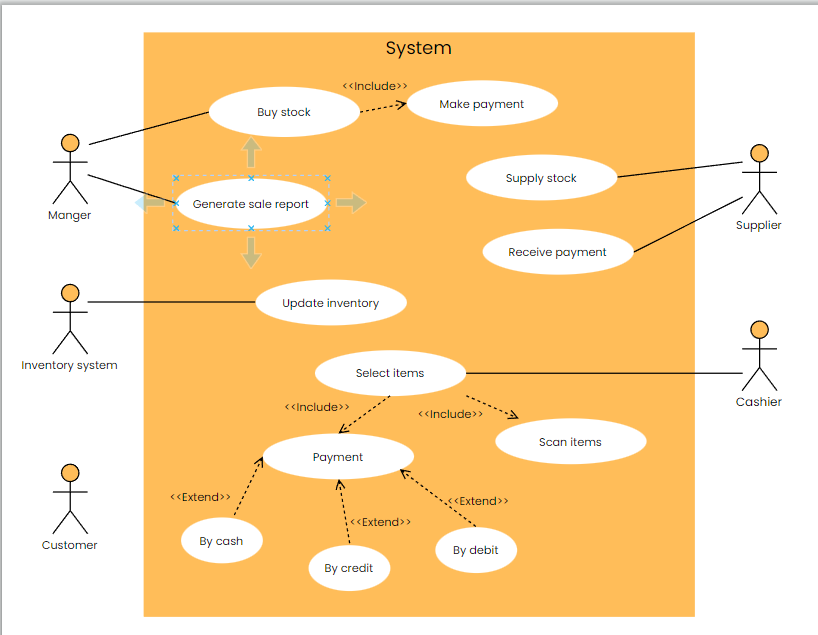 System
<<Include>>
Buy stock
Make payment
Supply stock
Generate sale report
Manger
Supplier
Receive payment
Update inventory
Inventory system
Select items
Cashier
<<Include>>
<<Include>>
Scan items
Payment
<<Extend>>
<<Extend>>
<<Extend>>
By cash
Customer
By debit
By credit